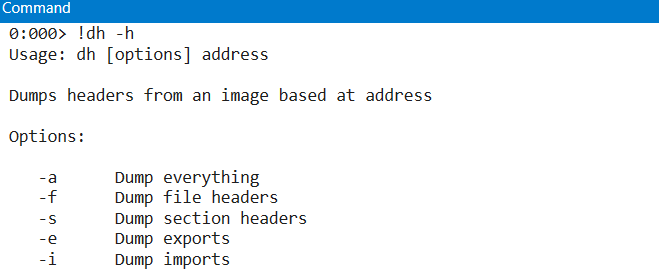 Command
0:000> !dh -h
Usage: dh [options] address
Dumps headers from an image based at address
Options:
-a Dump everything
-f Dump file headers
-s Dump section headers
-e Dump exports
-i Dump imports